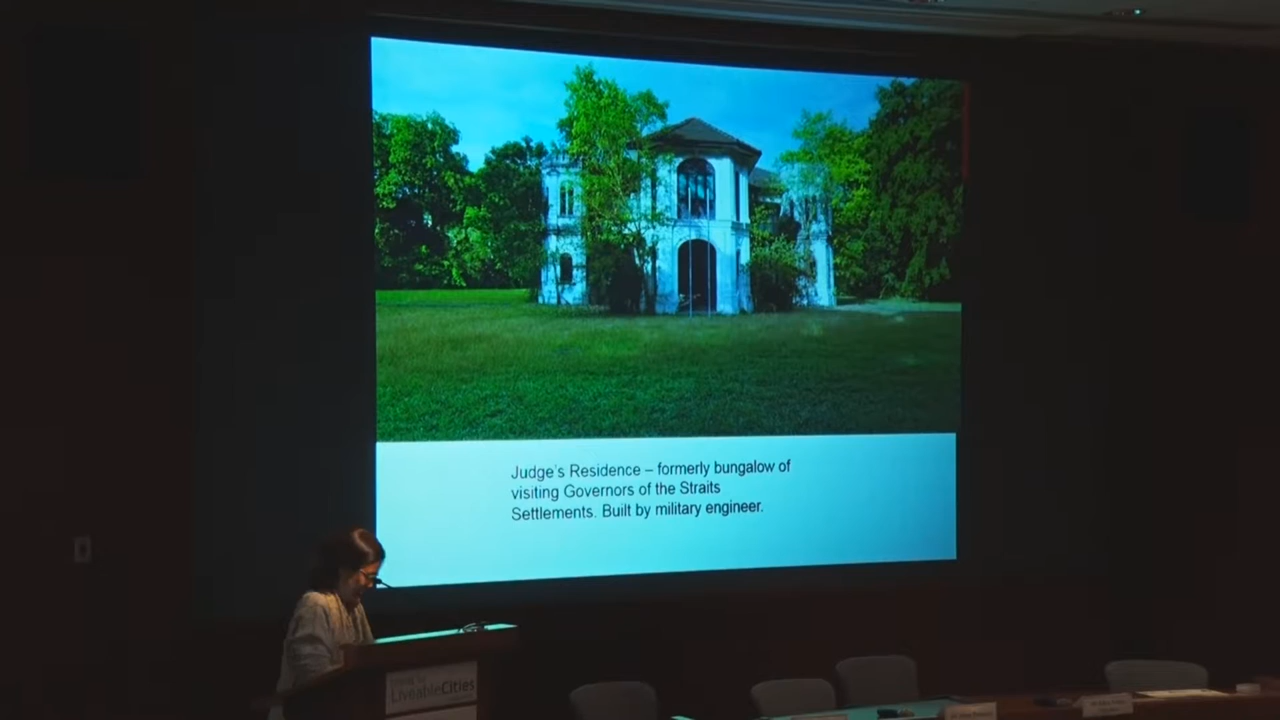 Judge's Residence – formerly bungalow of
visiting Governors of the Straits
Settlements. Built by military engineer.
LiveableCities